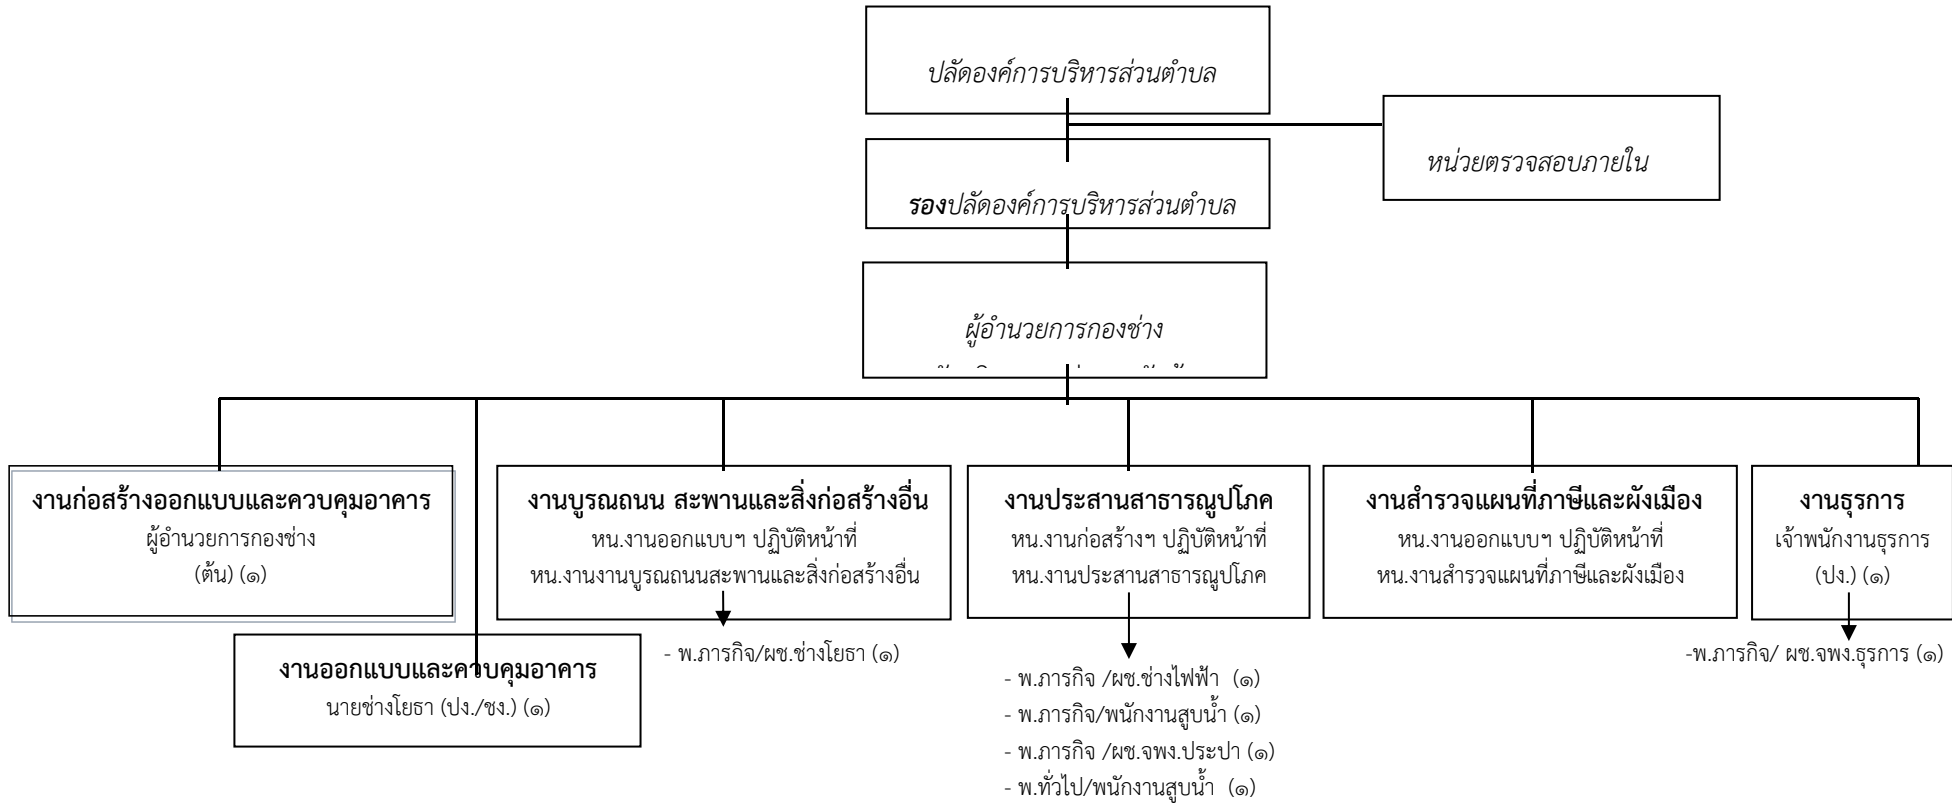 ปลัดองค์การบริหารส่วนตำบล
หน่วยตรวจสอบภายใน
รองปลัดองค์การบริหารส่วนตำบล
ผู้อำนวยการกองช่าง
งานก่อสร้างออกแบบและควบคุมอาคาร
ผู้อำนวยการกองช่าง
(ต้น) (๑)
งานออกแบบและควบคุมอาคาร
นายช่างโยธา (ปง./ชง.) (๑)
งานบูรณถนน สะพานและสิ่งก่อสร้างอื่น
หน.งานออกแบบฯ ปฏิบัติหน้าที่
หน.งานงานบูรณถนนสะพานและสิ่งก่อสร้างอื่น
- พ.ภารกิจ/ผช.ช่างโยธา (๑)
งานประสานสาธารณูปโภค
หน.งานก่อสร้างฯ ปฏิบัติหน้าที่
หน.งานประสานสาธารณูปโภค
- พ.ภารกิจ /ผช.ช่างไฟฟ้า (๑)
- พ.ภารกิจ/พนักงานสูบน้ำ (๑)
- พ.ภารกิจ /ผช.จพง.ประปา (๑)
- พ.ทั่วไป/พนักงานสูบน้ำ (๑)
งานสำรวจแผนที่ภาษีและผังเมือง
หน.งานออกแบบฯ ปฏิบัติหน้าที่
หน.งานสำรวจแผนที่ภาษีและผังเมือง
งานธุรการ
เจ้าพนักงานธุรการ
(ปง.) (๑)
-พ.ภารกิจ/ ผช.จพง.ธุรการ (๑)